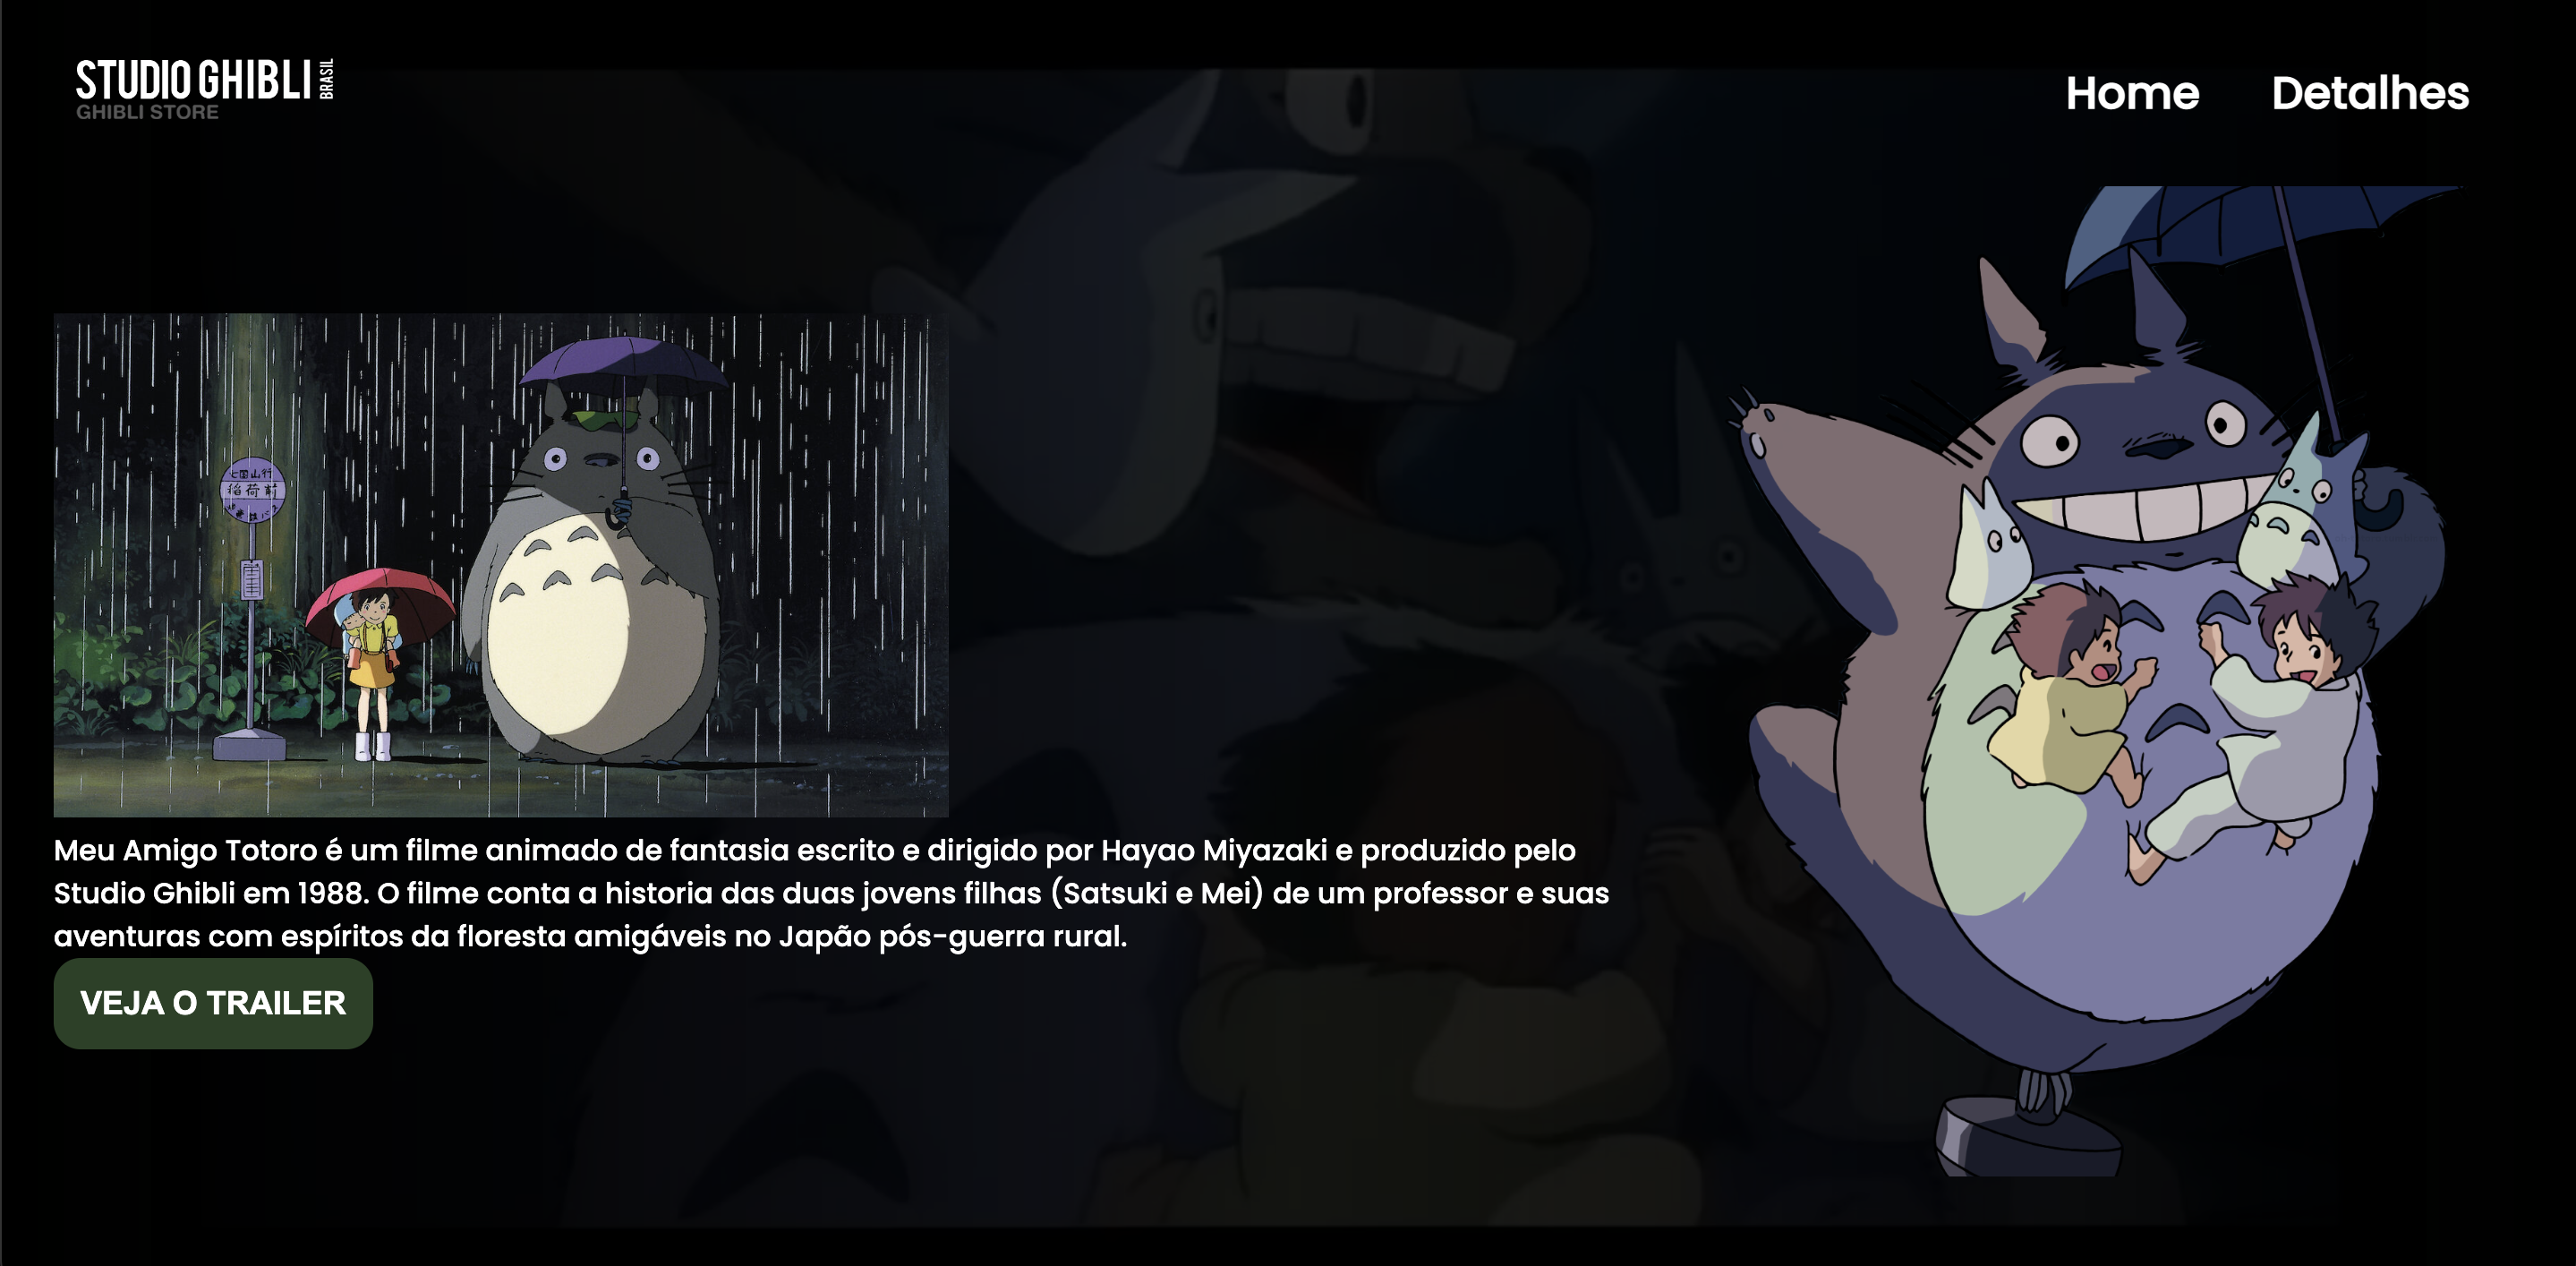 STUDIO GHIBLI BRASIL
GHIBLI STORE
Home
Detalhes
七国山行
稲荷前
Meu Amigo Totoro é um filme animado de fantasia escrito e dirigido por Hayao Miyazaki e produzido pelo
Studio Ghibli em 1988. O filme conta a historia das duas jovens filhas (Satsuki e Mei) de um professor e suas
aventuras com espíritos da floresta amigáveis no Japão pós-guerra rural.
VEJA O TRAILER